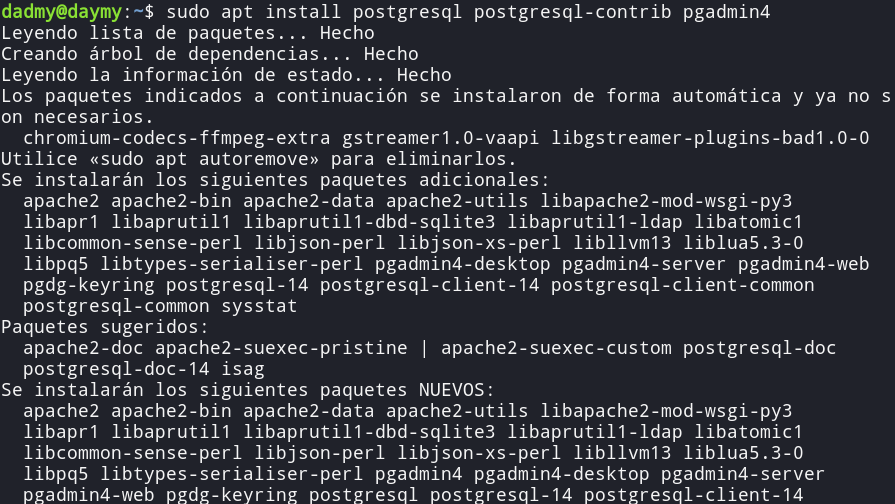 dadmy@daymy:~$ sudo apt install postgresql postgresql-contrib pgadmin4
Leyendo lista de paquetes... Hecho
Creando árbol de dependencias... Hecho
Leyendo la información de estado... Hecho
Los paquetes indicados a continuación se instalaron de forma automática y ya no s
on necesarios.
  chromium-codecs-ffmpeg-extra gstreamer1.0-vaapi libgstreamer-plugins-bad1.0-0
Utilice «sudo apt autoremove» para eliminarlos.
Se instalarán los siguientes paquetes adicionales:
  apache2 apache2-bin apache2-data apache2-utils libapache2-mod-wsgi-py3
  libapr1 libaprutil1 libaprutil1-dbd-sqlite3 libaprutil1-ldap libatomic1
  libcommon-sense-perl libjson-perl libjson-xs-perl libllvm13 liblua5.3-0
  libpq5 libtypes-serialiser-perl pgadmin4-desktop pgadmin4-server pgadmin4-web
  pgdg-keyring postgresql-14 postgresql-client-14 postgresql-client-common
  postgresql-common sysstat
Paquetes sugeridos:
  apache2-doc apache2-suexec-pristine | apache2-suexec-custom postgresql-doc
  postgresql-doc-14 isag
Se instalarán los siguientes paquetes NUEVOS:
  apache2 apache2-bin apache2-data apache2-utils libapache2-mod-wsgi-py3
  libapr1 libaprutil1 libaprutil1-dbd-sqlite3 libaprutil1-ldap libatomic1
  libcommon-sense-perl libjson-perl libjson-xs-perl libllvm13 liblua5.3-0
  libpq5 libtypes-serialiser-perl pgadmin4 pgadmin4-desktop pgadmin4-server
  pgadmin4-web pgdg-keyring postgresql postgresql-14 postgresql-client-14